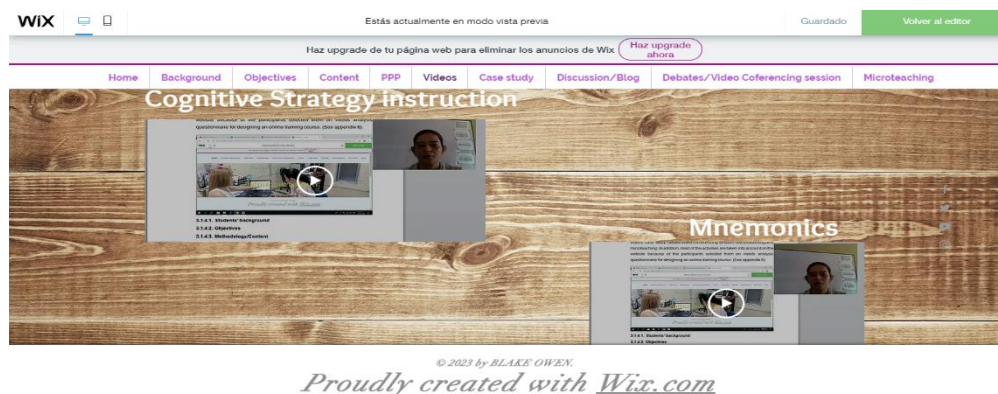 WiX
Estás actualmente en modo vista previa
Guardado
Volver al editor
Haz upgrade de tu página web para eliminar los anuncios de Wix
Haz upgrade
ahora
Home Background Objectives Content PPP Videos Case study Discussion/Blog Debates/Video Coferencing session Microteaching
Cognitive Strategy instruction
questionnaire for designing an online training course. (See appendix 6)
3.1.4.1. Students' background
3.1.4.2. Objectives
3.1.4.3. Methodology/Content
Mnemonics
website because of the participants selected them on needs analysis
questionnaire for designing an online training course. (See appendix 6)
3.1.4.1. Students' background
3.1.4.2. Objectives
© 2023 by BLAKE OWEN.
Proudly created with Wix.com